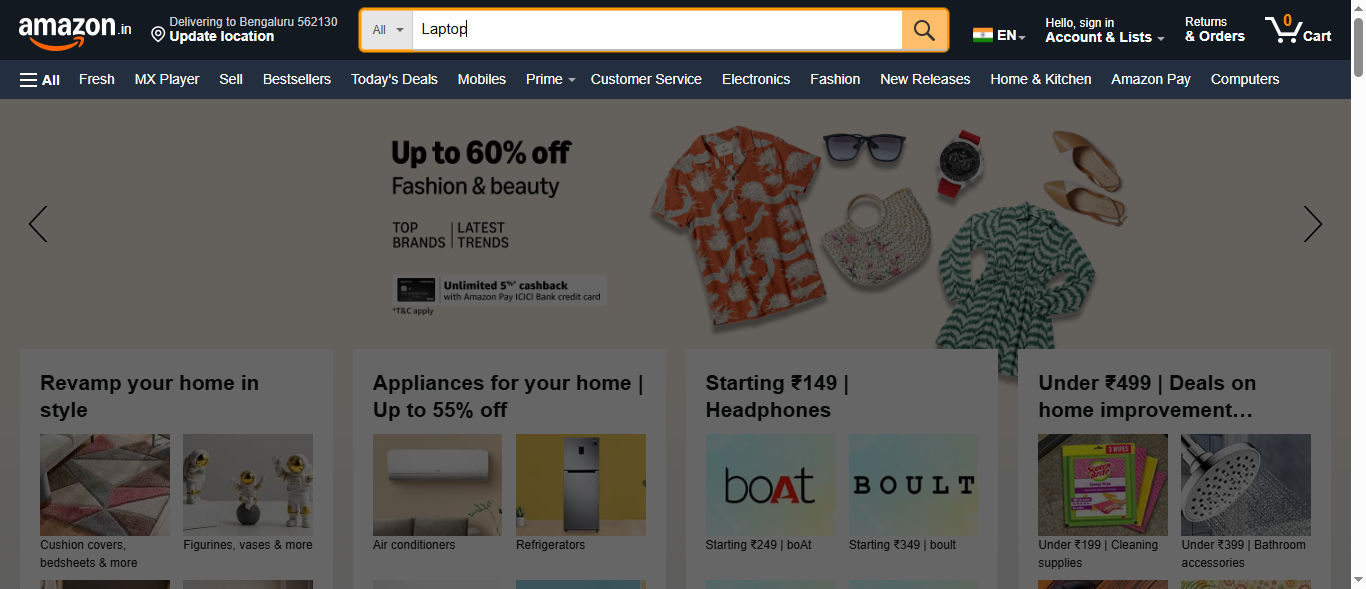 amazon.in
Delivering to Bengaluru 562130
Update location
All
Laptop
EN
Hello, sign in
Account & Lists
Returns
& Orders
0
Cart
All Fresh MX Player Sell Bestsellers Today's Deals Mobiles Prime Customer Service Electronics Fashion New Releases Home & Kitchen Amazon Pay Computers
Up to 60% off
Fashion & beauty
TOP BRANDS | LATEST TRENDS
Unlimited 5%* cashback
with Amazon Pay ICICI Bank credit card
*T&C apply
Revamp your home in
style
Cushion covers,
bedsheets & more
Figurines, vases & more
Appliances for your home |
Up to 55% off
Air conditioners
Refrigerators
Starting ₹149 |
Headphones
boAt
BOULT
Starting ₹249 | boAt
Starting ₹349 | boult
Under ₹499 | Deals on
home improvement…
3 WIPES
Scotch
Brite
Under ₹199 | Cleaning
supplies
Under ₹399 | Bathroom
accessories